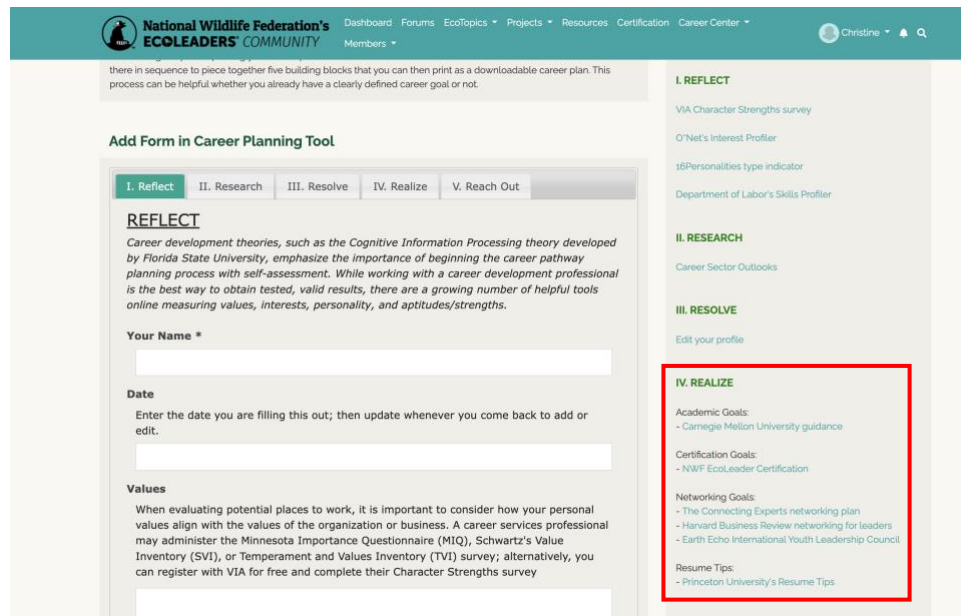 National Wildlife Federation's
ECOLEADERS' COMMUNITY
Dashboard Forums EcoTopics Projects Resources Certification Career Center
Members
Christine
there in sequence to piece together five building blocks that you can then print as a downloadable career plan. This
process can be helpful whether you already have a clearly defined career goal or not.
Add Form in Career Planning Tool
I. Reflect II. Research III. Resolve IV. Realize V. Reach Out
REFLECT
Career development theories, such as the Cognitive Information Processing theory developed
by Florida State University, emphasize the importance of beginning the career pathway
planning process with self-assessment. While working with a career development professional
is the best way to obtain tested, valid results, there are a growing number of helpful tools
online measuring values, interests, personality, and aptitudes/strengths.
Your Name *
Date
Enter the date you are filling this out; then update whenever you come back to add or
edit.
Values
When evaluating potential places to work, it is important to consider how your personal
values align with the values of the organization or business. A career services professional
may administer the Minnesota Importance Questionnaire (MIQ), Schwartz's Value
Inventory (SVI), or Temperament and Values Inventory (TVI) survey; alternatively, you
can register with VIA for free and complete their Character Strengths survey
I. REFLECT
VIA Character Strengths survey
O'Net's Interest Profiler
16Personalities type indicator
Department of Labor's Skills Profiler
II. RESEARCH
Career Sector Outlooks
III. RESOLVE
Edit your profile
IV. REALIZE
Academic Goals:
- Carnegie Mellon University guidance
Certification Goals:
- NWF EcoLeader Certification
Networking Goals:
- The Connecting Experts networking plan
- Harvard Business Review networking for leaders
- Earth Echo International Youth Leadership Council
Resume Tips:
- Princeton University's Resume Tips